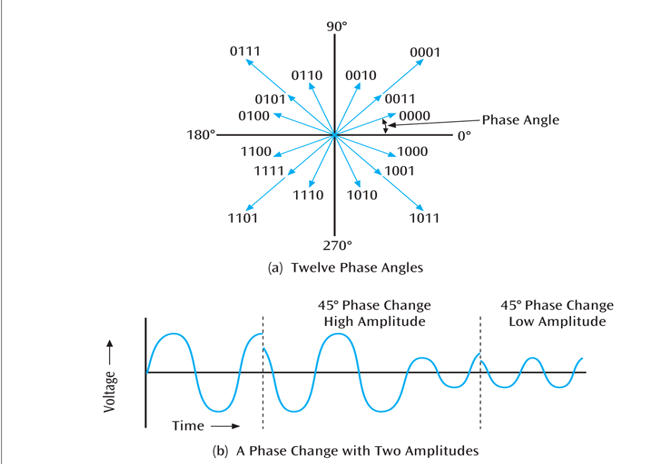 90°
0111
0001
0110 0010
0101 0011
0100 0000
Phase Angle
180° 0°
1100 1000
1111 1001
1110 1010
1101 1011
270°
(a) Twelve Phase Angles
45° Phase Change
High Amplitude
45° Phase Change
Low Amplitude
Voltage
Time
(b) A Phase Change with Two Amplitudes